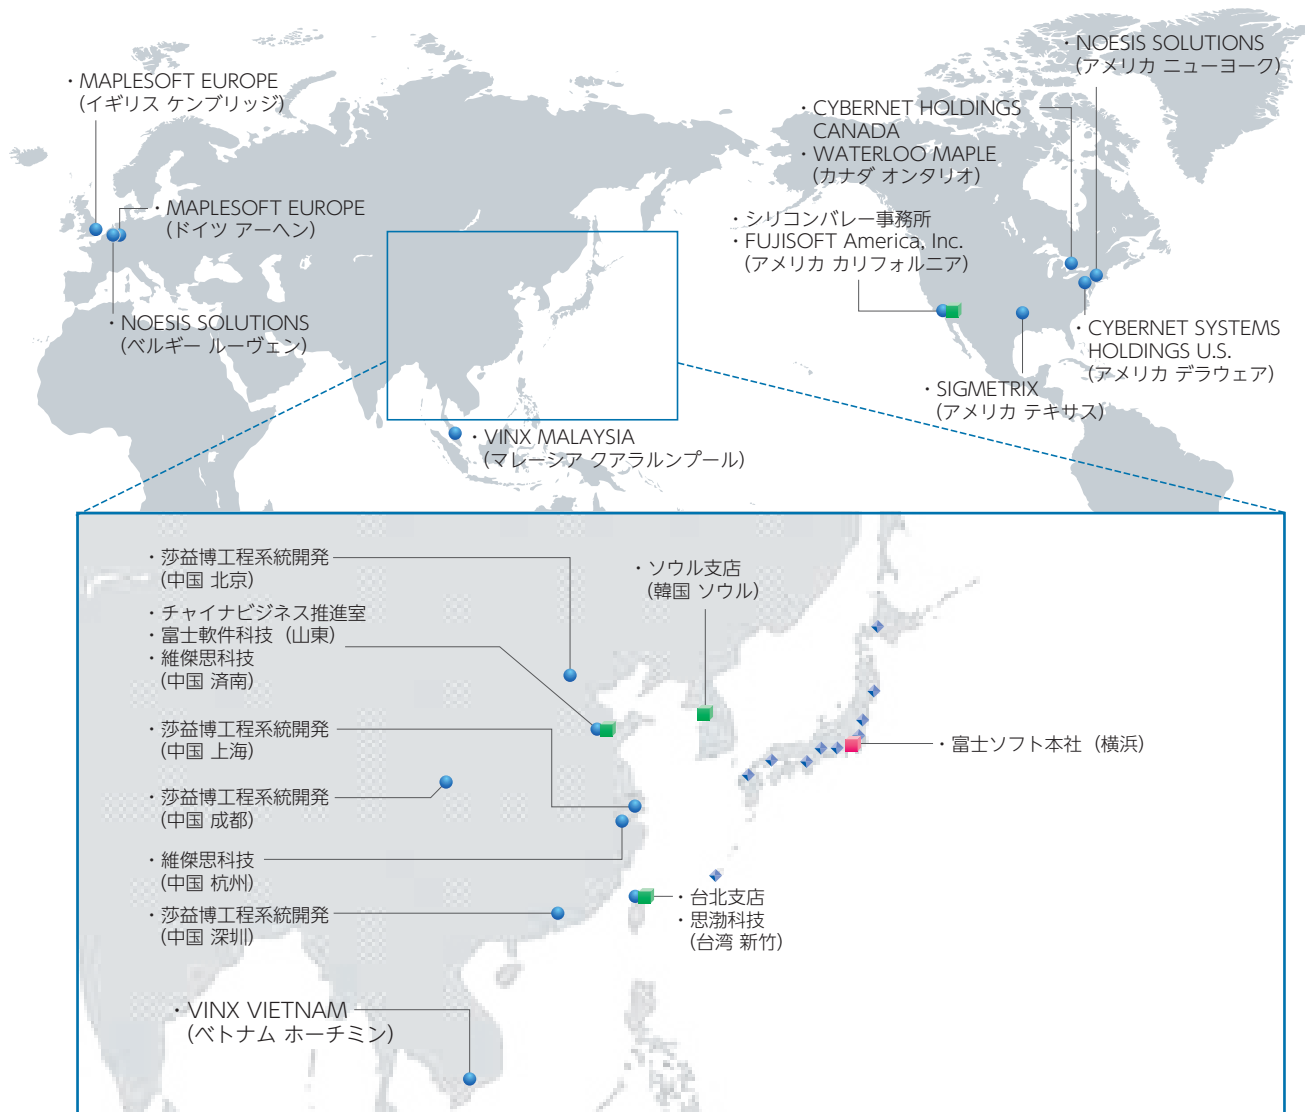 ・MAPLESOFT EUROPE
(イギリス ケンブリッジ)
・MAPLESOFT EUROPE
(ドイツ アーヘン)
・NOESIS SOLUTIONS
(ベルギー ルーヴェン)
・NOESIS SOLUTIONS
(アメリカ ニューヨーク)
・CYBERNET HOLDINGS
CANADA
・WATERLOO MAPLE
(カナダ オンタリオ)
・シリコンバレー事務所
・FUJISOFT America, Inc.
(アメリカ カリフォルニア)
・CYBERNET SYSTEMS
HOLDINGS U.S.
(アメリカ デラウェア)
・SIGMETRIX
(アメリカ テキサス)
・VINX MALAYSIA
(マレーシア クアラルンプール)
・莎益博工程系統開発
(中国 北京)
・チャイナビジネス推進室
・富士軟件科技（山東）
・維傑思科技
(中国 済南)
・莎益博工程系統開発
(中国 上海)
・莎益博工程系統開発
(中国 成都)
・維傑思科技
(中国 杭州)
・莎益博工程系統開発
(中国 深圳)
・VINX VIETNAM
(ベトナム ホーチミン)
・ソウル支店
(韓国 ソウル)
・富士ソフト本社（横浜）
・台北支店
・思渤科技
(台湾 新竹)